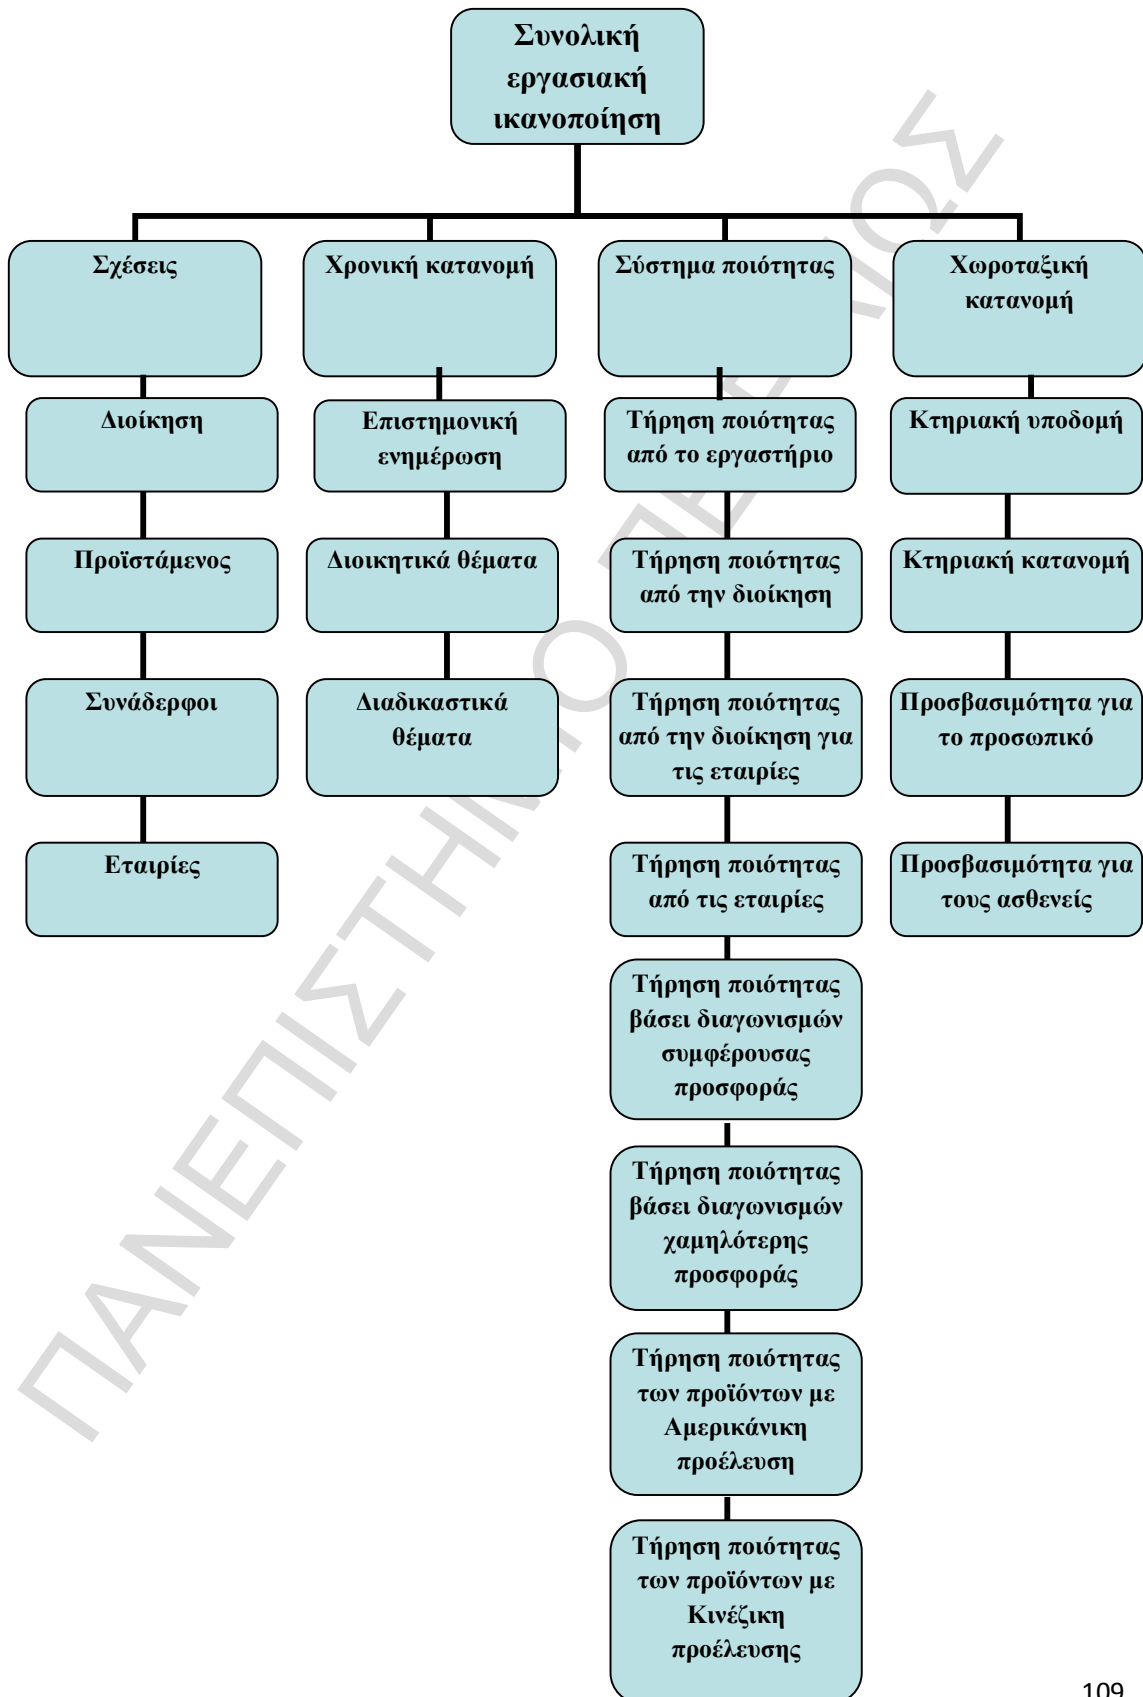 Συνολική
εργασιακή
ικανοποίηση
Σχέσεις
Διοίκηση
Προϊστάμενος
Συνάδερφοι
Εταιρίες
Χρονική κατανομή
Επιστημονική
ενημέρωση
Διοικητικά θέματα
Διαδικαστικά
θέματα
Σύστημα ποιότητας
Τήρηση ποιότητας
από το εργαστήριο
Τήρηση ποιότητας
από την διοίκηση
Τήρηση ποιότητας
από την διοίκηση για
τις εταιρίες
Τήρηση ποιότητας
από τις εταιρίες
Τήρηση ποιότητας
βάσει διαγωνισμών
συμφέρουσας
προσφοράς
Τήρηση ποιότητας
βάσει διαγωνισμών
χαμηλότερης
προσφοράς
Τήρηση ποιότητας
των προϊόντων με
Αμερικάνικη
προέλευση
Τήρηση ποιότητας
των προϊόντων με
Κινέζικη
προέλευσης
Χωροταξική
κατανομή
Κτηριακή υποδομή
Κτηριακή κατανομή
Προσβασιμότητα για
το προσωπικό
Προσβασιμότητα για
τους ασθενείς
109